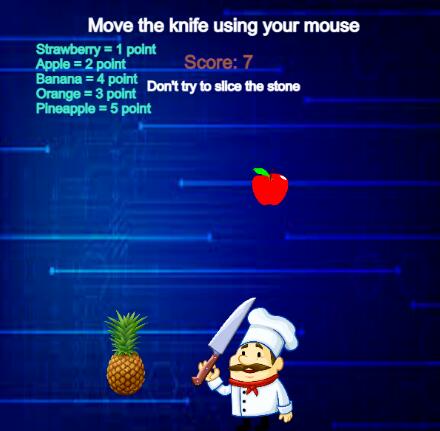 Move the knife using your mouse
Strawberry = 1 point
Apple = 2 point
Score: 7
Banana = 4 point
Don't try to slice the stone
Orange = 3 point
Pineapple = 5 point